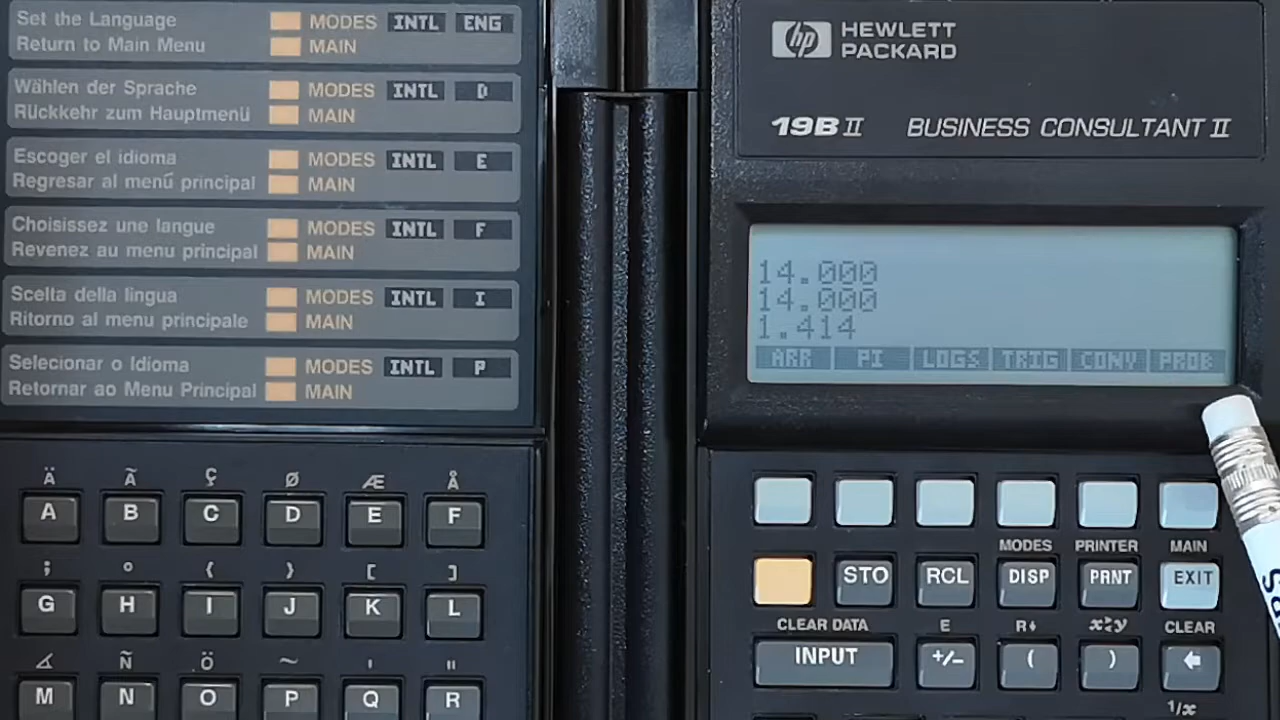 Set the Language MODES INTL ENG
Return to Main Menu MAIN
Wählen der Sprache MODES INTL D
Rückkehr zum Hauptmenü MAIN
Escoger el idioma MODES INTL E
Regresar al menú principal MAIN
Choisissez une langue MODES INTL F
Revenez au menu principal MAIN
Scelta della lingua MODES INTL I
Ritorno al menu principale MAIN
Selecionar o Idioma MODES INTL P
Retornar ao Menu Principal MAIN
Ä Ã Ç Ø Æ Å
A B C D E F
; ° { } [ ]
G H I J K L
∡ Ñ Ö ~ ' "
M N O P Q R
hp HEWLETT
PACKARD
19B II BUSINESS CONSULTANT II
14.000
14.000
1.414
ARR PI LOGS TRIG CONV PROB
MODES PRINTER MAIN
STO RCL DISP PRNT EXIT
CLEAR DATA E R↓ x≷y CLEAR
INPUT +/- ( ) ←
1/x